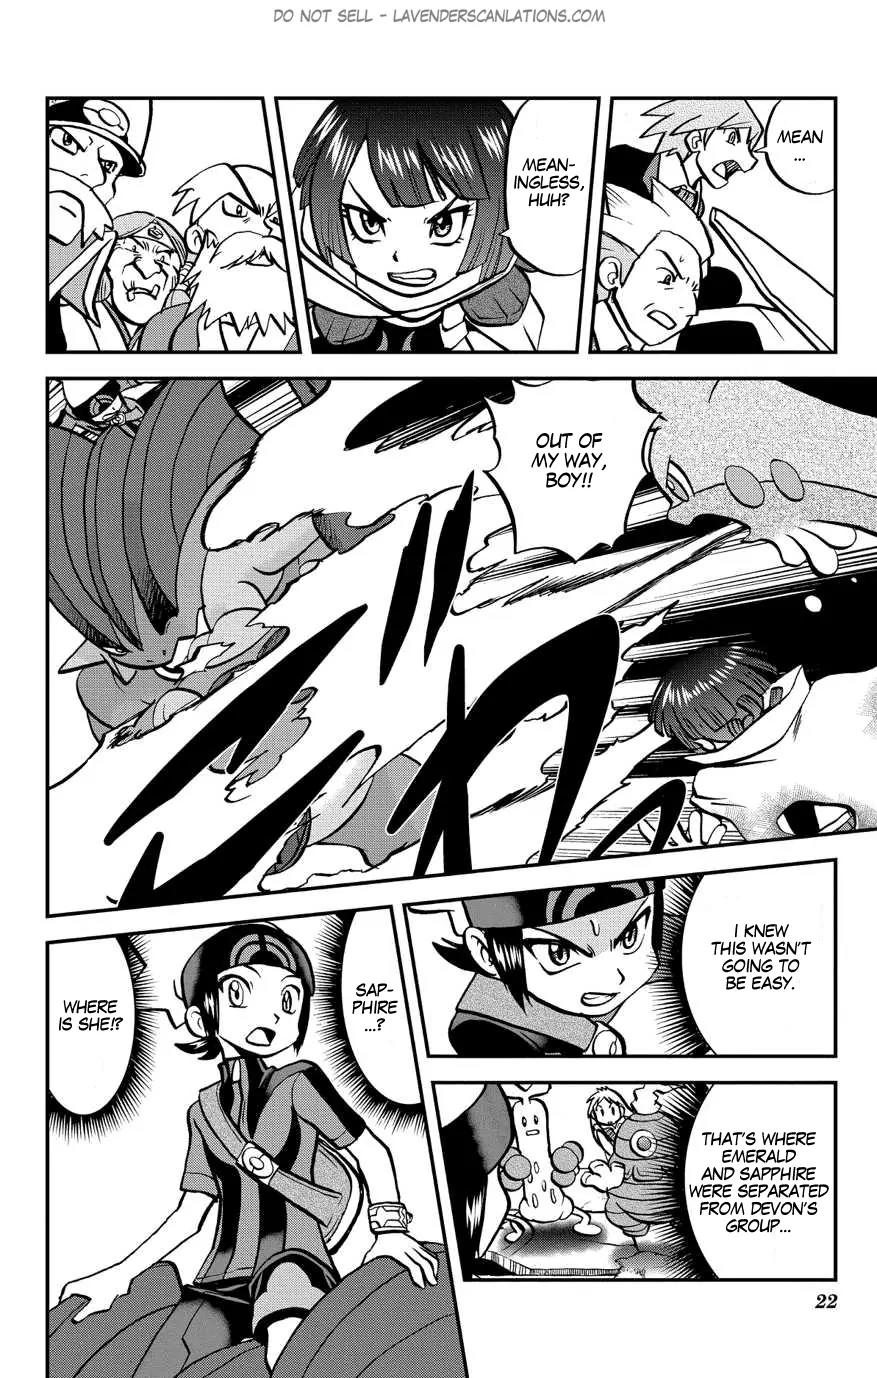 DO NOT SELL - LAVENDERSCANLATIONS.COM
MEAN
...
MEAN-
INGLESS,
HUH?
OUT OF
MY WAY,
BOY!!
I KNEW
THIS WASN'T
GOING TO
BE EASY.
THAT'S WHERE
EMERALD
AND SAPPHIRE
WERE SEPARATED
FROM DEVON'S
GROUP...
SAP-
PHIRE
...?
WHERE
IS SHE!?
22